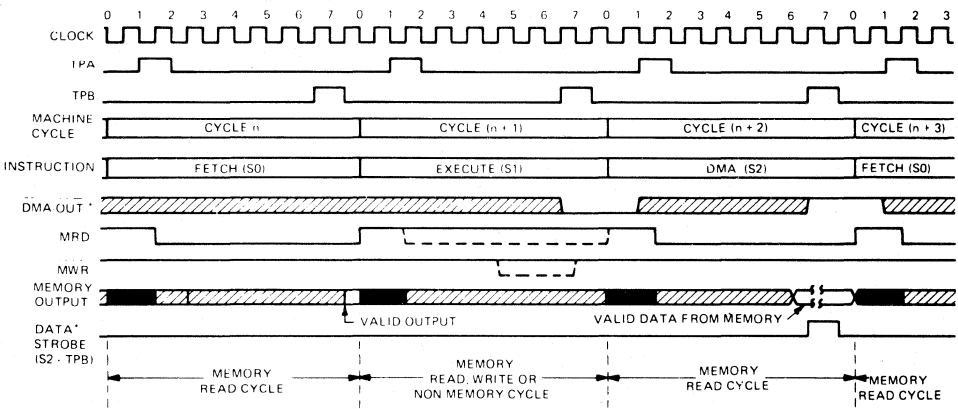 0 1 2 3 4 5 6 7 0 1 2 3 4 5 6 7 0 1 2 3 4 5 6 7 0 1 2 3
CLOCK
TPA
TPB
MACHINE
CYCLE
CYCLE n
CYCLE (n + 1)
CYCLE (n + 2)
CYCLE (n + 3)
INSTRUCTION
FETCH (S0)
EXECUTE (S1)
DMA (S2)
FETCH (S0)
DMA-OUT *
MRD
MWR
MEMORY
OUTPUT
VALID OUTPUT
VALID DATA FROM MEMORY
DATA*
STROBE
(S2 - TPB)
MEMORY
READ CYCLE
MEMORY
READ, WRITE OR
NON MEMORY CYCLE
MEMORY
READ CYCLE
MEMORY
READ CYCLE